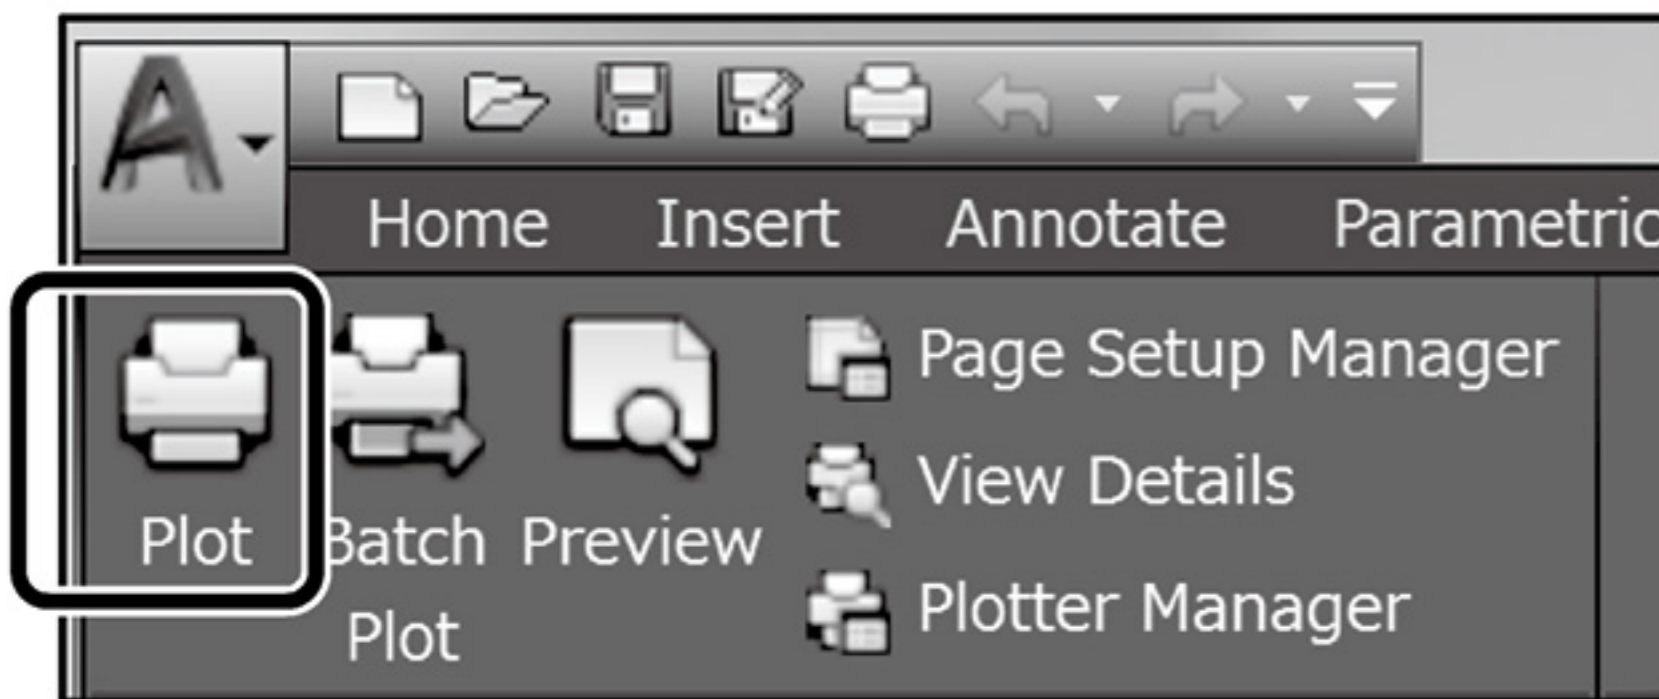 Home Insert Annotate Parametric
Plot
Batch
Plot
Preview
Page Setup Manager
View Details
Plotter Manager